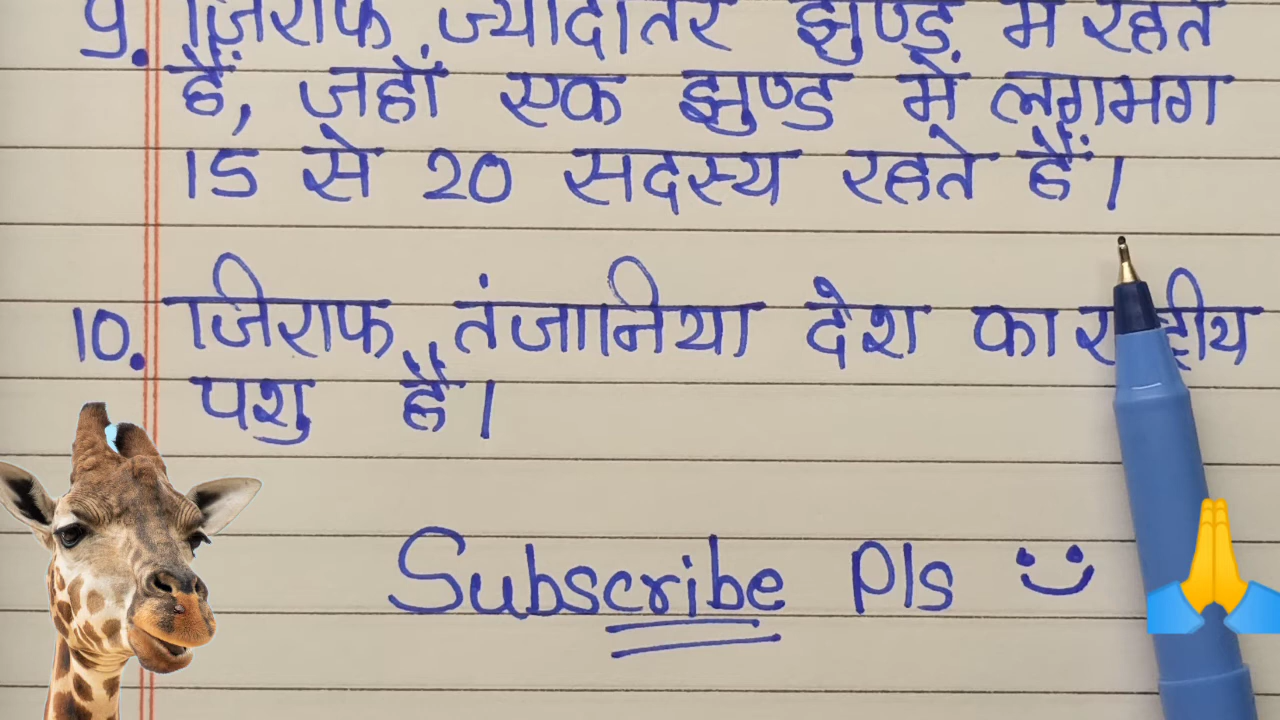 9. जिराफ ज्यादातर झुण्ड में रहते
हैं, जहाँ एक झुण्ड में लगभग
15 से 20 सदस्य रहते हैं।
10. जिराफ तंजानिया देश का
पशु है।
Subscribe Pls